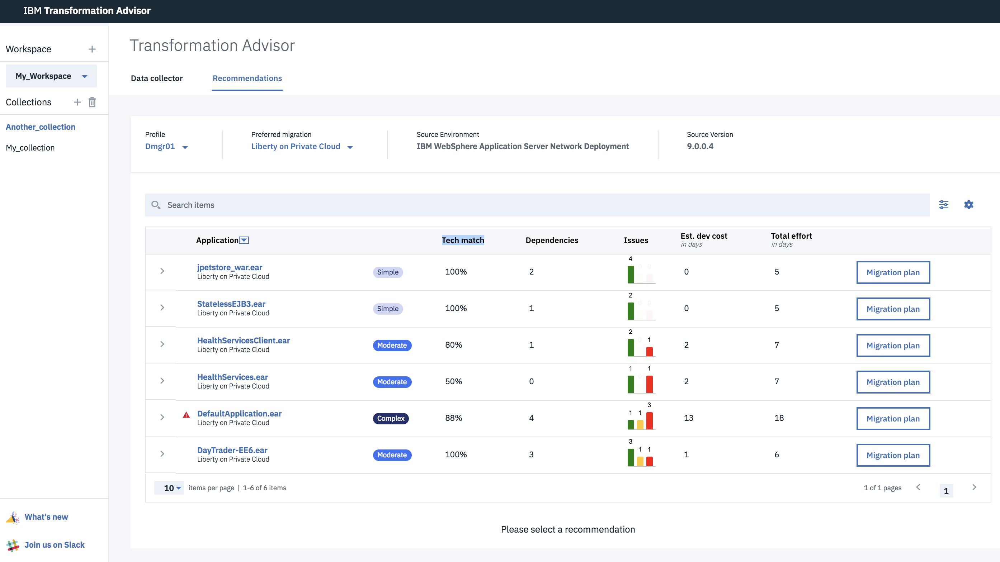 IBM Transformation Advisor
Workspace
My_Workspace
Collections
Another_collection
My_collection
What's new
Join us on Slack
Transformation Advisor
Data collector Recommendations
Profile Preferred migration Source Environment Source Version
Dmgr01 Liberty on Private Cloud IBM WebSphere Application Server Network Deployment 9.0.0.4
Search items
Application Tech match Dependencies Issues Est. dev cost Total effort
in days in days
4 0 0
jpetstore_war.ear Simple 100% 2 0 5 Migration plan
Liberty on Private Cloud
2 0 0
StatelessEJB3.ear Simple 100% 1 0 5 Migration plan
Liberty on Private Cloud
2 0 1
HealthServicesClient.ear Moderate 80% 1 2 7 Migration plan
Liberty on Private Cloud
1 0 1
HealthServices.ear Moderate 50% 0 2 7 Migration plan
Liberty on Private Cloud
1 1 3
DefaultApplication.ear Complex 88% 4 13 18 Migration plan
Liberty on Private Cloud
3 1 1
DayTrader-EE6.ear Moderate 100% 3 1 6 Migration plan
Liberty on Private Cloud
10 items per page | 1-6 of 6 items 1 of 1 pages 1
Please select a recommendation